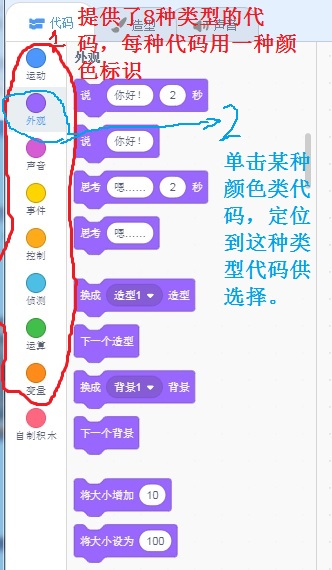 1
提供了8种类型的代
码，每种代码用一种颜
色标识
代码
造型
声音
外观
运动
外观
声音
事件
控制
侦测
运算
变量
自制积木
说 你好！ 2 秒
说 你好！
思考 嗯…… 2 秒
思考 嗯……
换成 造型1 造型
下一个造型
换成 背景1 背景
下一个背景
将大小增加 10
将大小设为 100
2
单击某种
颜色类代
码，定位
到这种类
型代码供
选择。